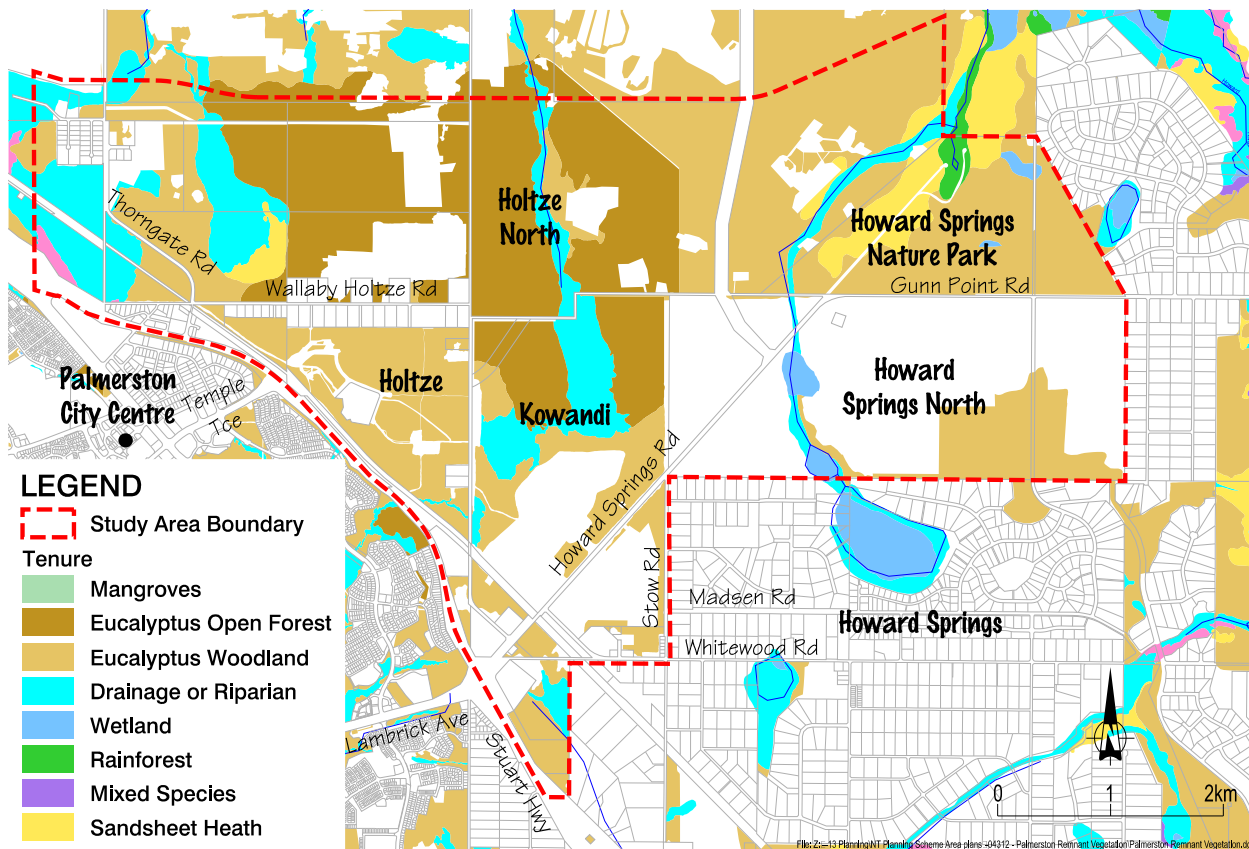 Holtze
North
Howard Springs
Nature Park
Gunn Point Rd
Thorngate Rd
Wallaby Holtze Rd
Palmerston
City Centre
Temple
Tce
Holtze
Kowandi
Howard
Springs North
Howard Springs Rd
Stow Rd
Madsen Rd
Howard Springs
Whitewood Rd
Lambrick Ave
Stuart Hwy
LEGEND
Study Area Boundary
Tenure
Mangroves
Eucalyptus Open Forest
Eucalyptus Woodland
Drainage or Riparian
Wetland
Rainforest
Mixed Species
Sandsheet Heath
0 1 2km